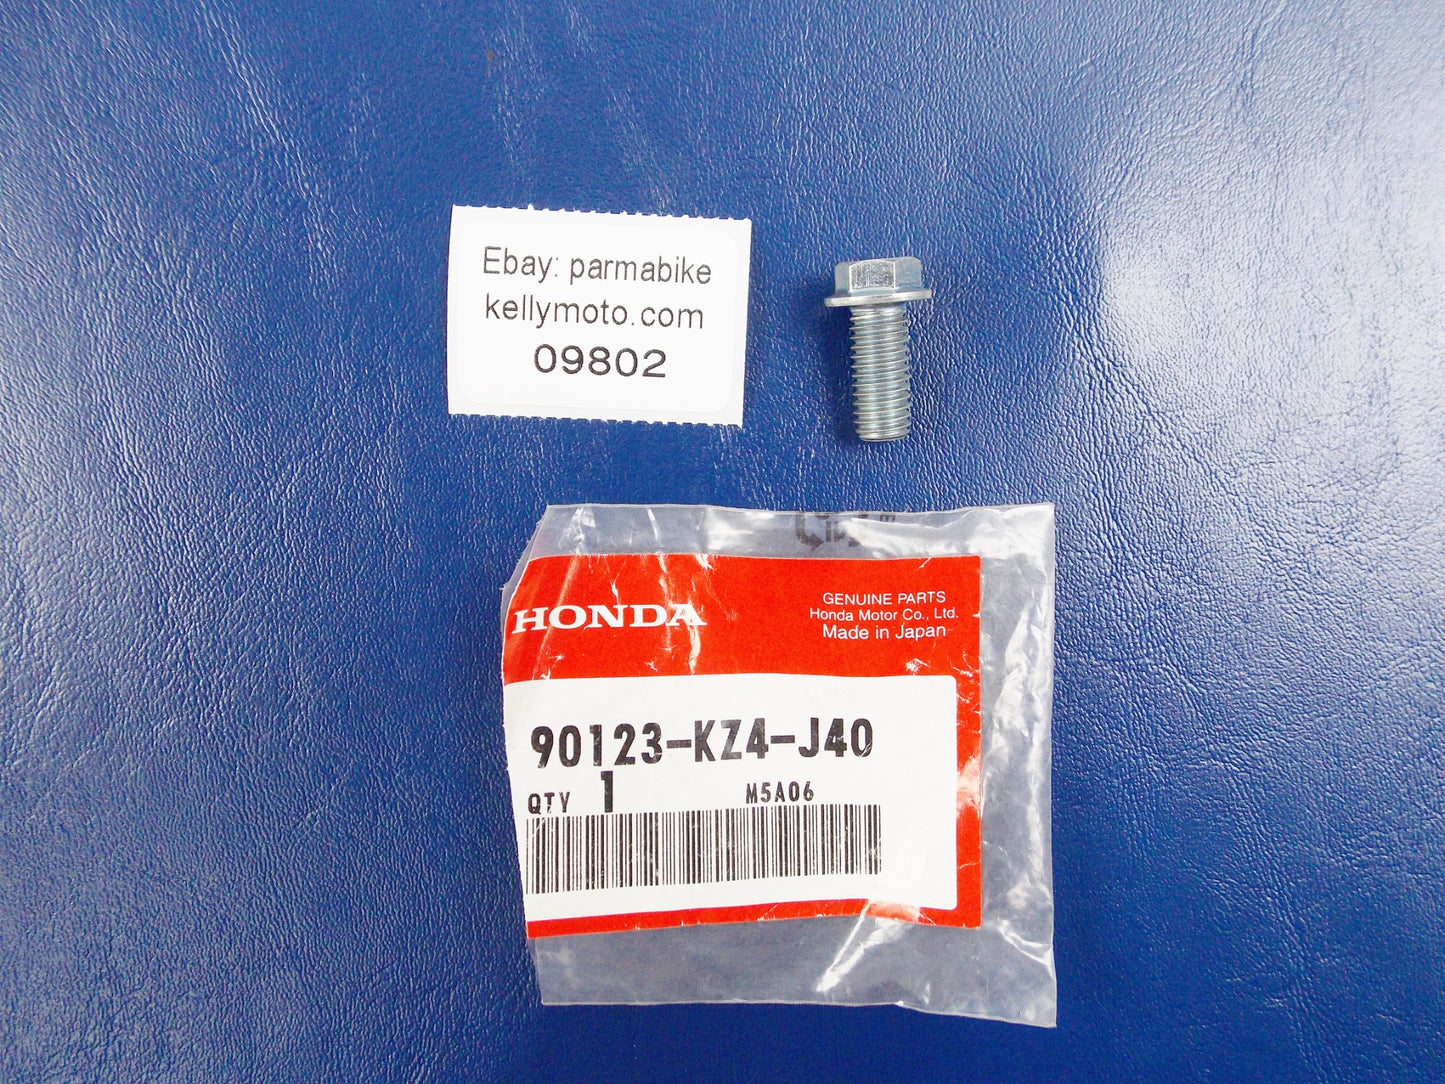 Ebay: parmabike
kellymoto.com
09802
HONDA
GENUINE PARTS
Honda Motor Co., Ltd.
Made in Japan
90123-KZ4-J40
QTY 1 M5A06